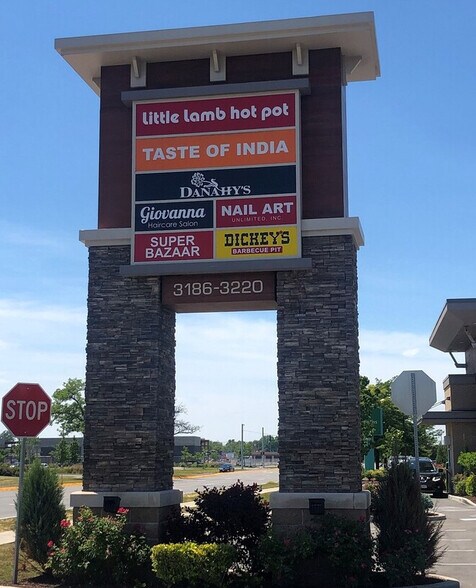 Little Lamb hot pot
TASTE OF INDIA
DANAHY'S
Giovanna
Haircare Salon
NAIL ART
UNLIMITED INC.
SUPER
BAZAAR
DICKEY'S
BARBECUE PIT
3186-3220
STOP